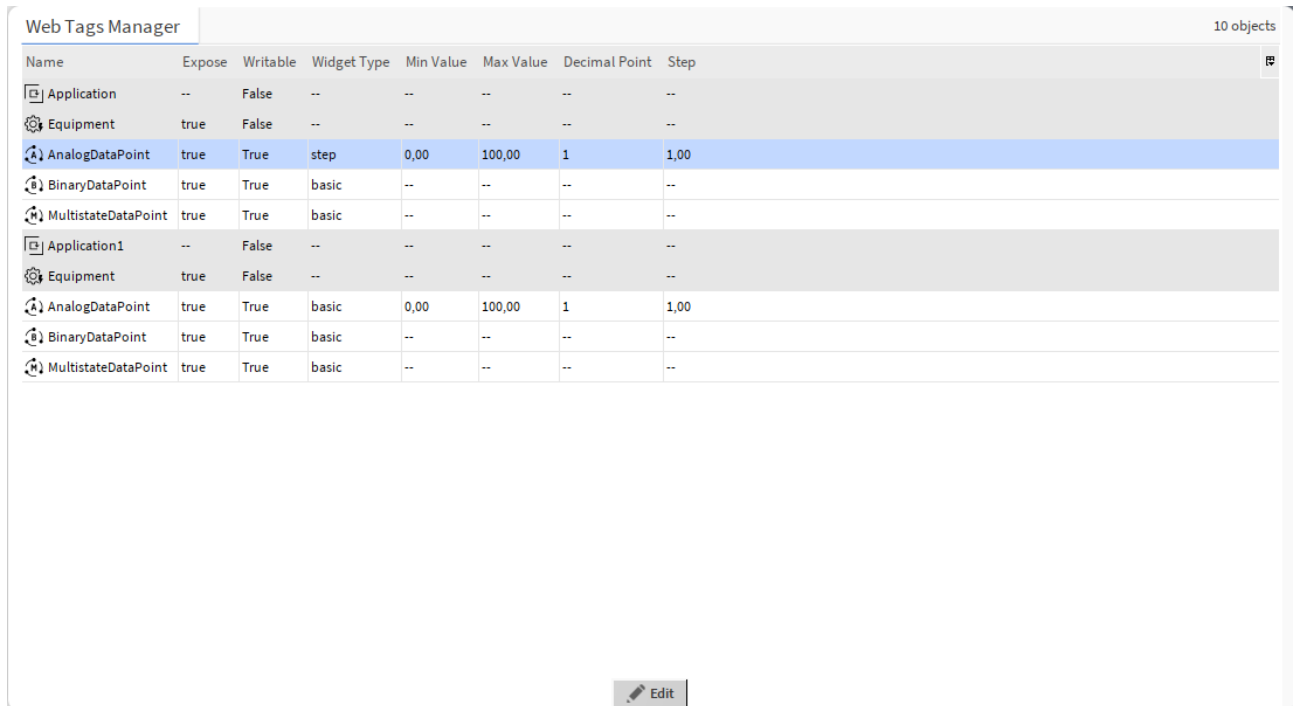 Web Tags Manager 10 objects
Name Expose Writable Widget Type Min Value Max Value Decimal Point Step
Application -- False -- -- -- -- --
Equipment true False -- -- -- -- --
A AnalogDataPoint true True step 0,00 100,00 1 1,00
B BinaryDataPoint true True basic -- -- -- --
M MultistateDataPoint true True basic -- -- -- --
Application1 -- False -- -- -- -- --
Equipment true False -- -- -- -- --
A AnalogDataPoint true True basic 0,00 100,00 1 1,00
B BinaryDataPoint true True basic -- -- -- --
M MultistateDataPoint true True basic -- -- -- --
Edit